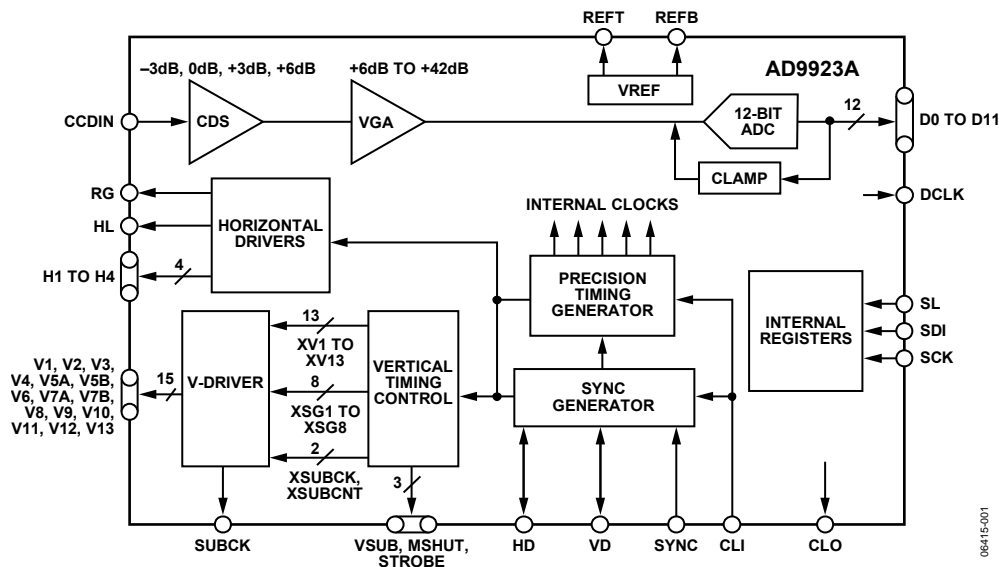 REFT REFB
–3dB, 0dB, +3dB, +6dB
+6dB TO +42dB
AD9923A
VREF
CCDIN
CDS
VGA
12-BIT
ADC
12
D0 TO D11
CLAMP
RG
DCLK
HL
HORIZONTAL
DRIVERS
INTERNAL CLOCKS
H1 TO H4
4
PRECISION
TIMING
GENERATOR
INTERNAL
REGISTERS
SL
SDI
SCK
13
XV1 TO
XV13
V-DRIVER
8
XSG1 TO
XSG8
VERTICAL
TIMING
CONTROL
SYNC
GENERATOR
V1, V2, V3,
V4, V5A, V5B,
V6, V7A, V7B,
V8, V9, V10,
V11, V12, V13
15
2
XSUBCK,
XSUBCNT
3
SUBCK
VSUB, MSHUT,
STROBE
HD
VD
SYNC
CLI
CLO
06415-001